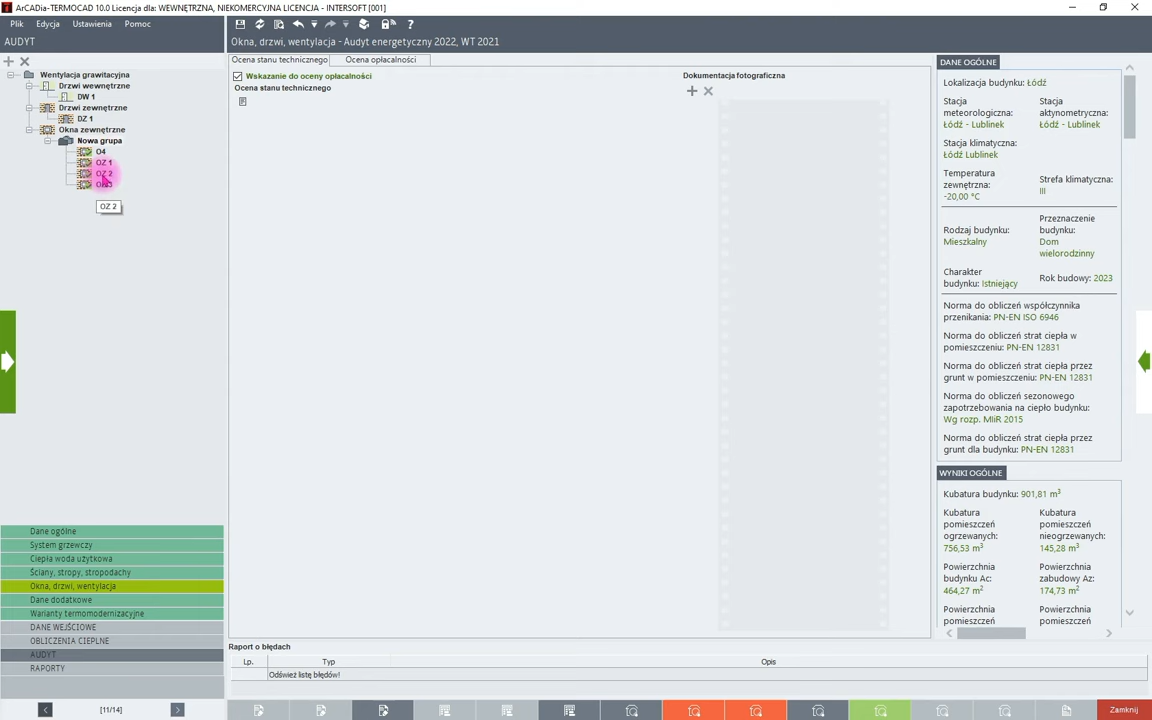 ArCADia-TERMOCAD 10.0 Licencja dla: WEWNĘTRZNA, NIEKOMERCYJNA LICENCJA - INTERSOFT [001]
Plik Edycja Ustawienia Pomoc
AUDYT
Okna, drzwi, wentylacja - Audyt energetyczny 2022, WT 2021
Wentylacja grawitacyjna
Drzwi wewnętrzne
DW 1
Drzwi zewnętrzne
DZ 1
Okna zewnętrzne
Nowa grupa
O4
OZ 1
OZ 2
OZ 2
Ocena stanu technicznego Ocena opłacalności
Wskazanie do oceny opłacalności
Ocena stanu technicznego
Dokumentacja fotograficzna
DANE OGÓLNE
Lokalizacja budynku: Łódź
Stacja meteorologiczna: Łódź - Lublinek
Stacja aktynometryczna: Łódź - Lublinek
Stacja klimatyczna: Łódź Lublinek
Temperatura zewnętrzna: -20,00 °C
Strefa klimatyczna: III
Rodzaj budynku: Mieszkalny
Przeznaczenie budynku: Dom wielorodzinny
Charakter budynku: Istniejący
Rok budowy: 2023
Norma do obliczeń współczynnika przenikania: PN-EN ISO 6946
Norma do obliczeń strat ciepła w pomieszczeniu: PN-EN 12831
Norma do obliczeń strat ciepła przez grunt w pomieszczeniu: PN-EN 12831
Norma do obliczeń sezonowego zapotrzebowania na ciepło budynku: Wg rozp. MIiR 2015
Norma do obliczeń strat ciepła przez grunt dla budynku: PN-EN 12831
WYNIKI OGÓLNE
Kubatura budynku: 901,81 m³
Kubatura pomieszczeń ogrzewanych: 756,53 m³
Kubatura pomieszczeń nieogrzewanych: 145,28 m³
Powierzchnia budynku Ac: 464,27 m²
Powierzchnia zabudowy Az: 174,73 m²
Powierzchnia pomieszczeń
Powierzchnia pomieszczeń
Dane ogólne
System grzewczy
Ciepła woda użytkowa
Ściany, stropy, stropodachy
Okna, drzwi, wentylacja
Dane dodatkowe
Warianty termomodernizacyjne
DANE WEJŚCIOWE
OBLICZENIA CIEPLNE
AUDYT
RAPORTY
[11/14]
Raport o błędach
Lp. Typ Opis
Odśwież listę błędów!
Zamknij